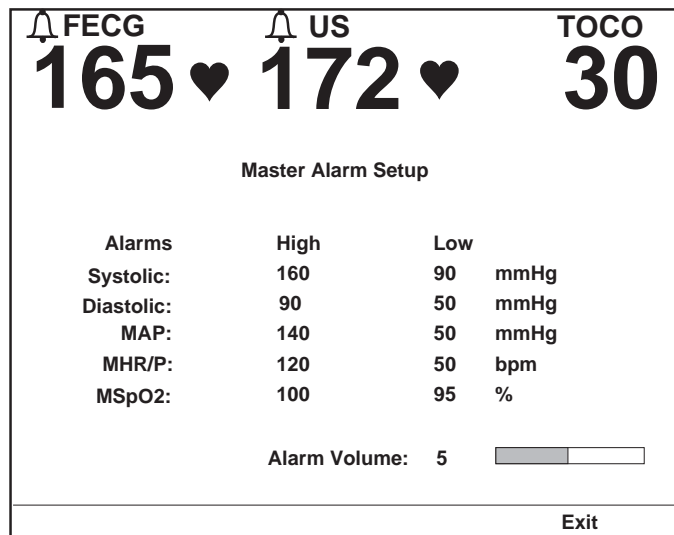 FECG US TOCO
165 172 30
Master Alarm Setup
Alarms High Low
Systolic: 160 90 mmHg
Diastolic: 90 50 mmHg
MAP: 140 50 mmHg
MHR/P: 120 50 bpm
MSpO2: 100 95 %
Alarm Volume: 5
Exit